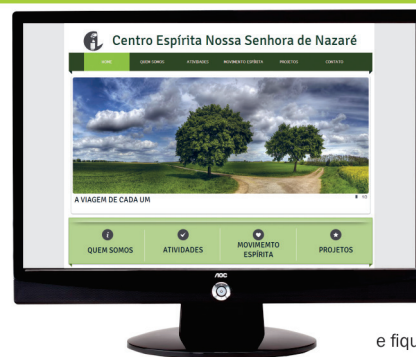 Centro Espírita Nossa Senhora de Nazaré
HOME QUEM SOMOS ATIVIDADES MOVIMENTO ESPÍRITA PROJETOS CONTATO
A VIAGEM DE CADA UM
QUEM SOMOS ATIVIDADES MOVIMEMTO ESPÍRITA PROJETOS
AOC
e fiqu